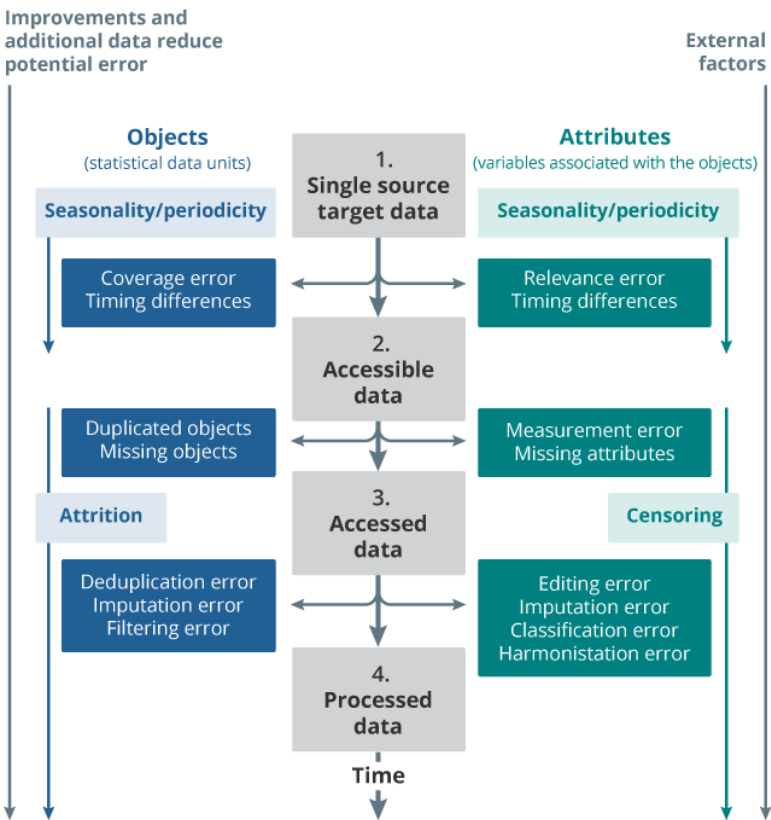 Improvements and
additional data reduce
potential error
External
factors
Objects
(statistical data units)
Attributes
(variables associated with the objects)
1.
Single source
target data
Seasonality/periodicity
Seasonality/periodicity
Coverage error
Timing differences
Relevance error
Timing differences
2.
Accessible
data
Duplicated objects
Missing objects
Measurement error
Missing attributes
3.
Accessed
data
Attrition
Censoring
Deduplication error
Imputation error
Filtering error
Editing error
Imputation error
Classification error
Harmonistation error
4.
Processed
data
Time